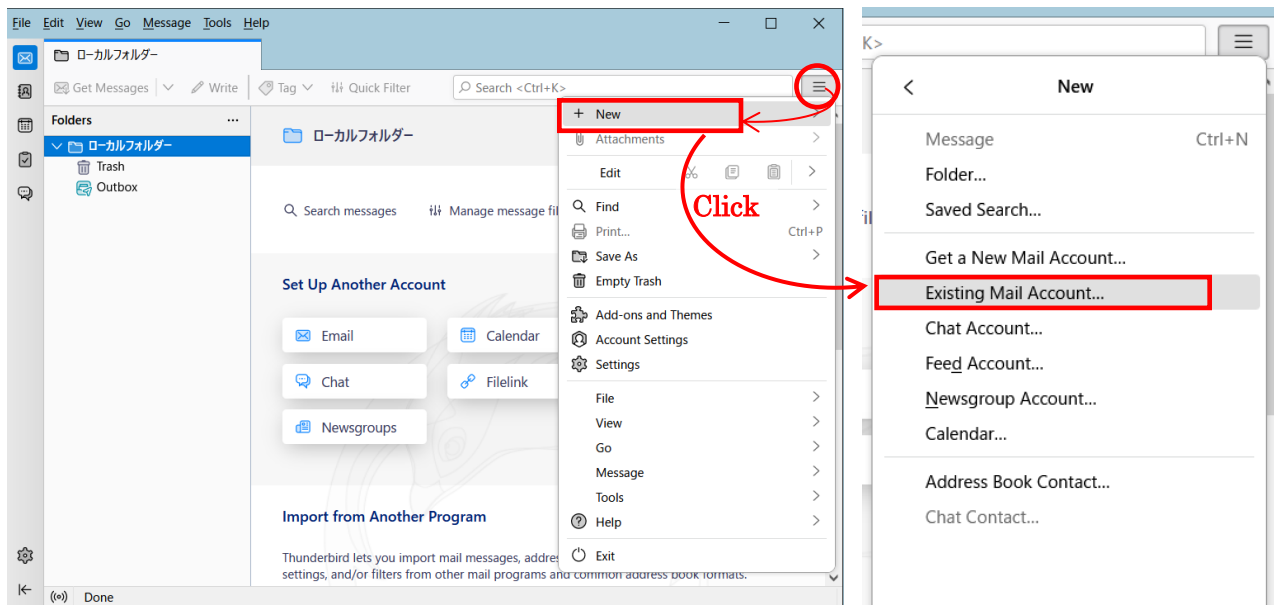 File Edit View Go Message Tools Help
ローカルフォルダー
Get Messages Write Tag Quick Filter Search <Ctrl+K>
Folders
ローカルフォルダー
Trash
Outbox
ローカルフォルダー
Search messages Manage message fil
Set Up Another Account
Email Calendar
Chat Filelink
Newsgroups
Import from Another Program
Thunderbird lets you import mail messages, addre
settings, and/or filters from other mail programs and common address book formats.
Done
New
Attachments
Edit
Find
Print... Ctrl+P
Save As
Empty Trash
Add-ons and Themes
Account Settings
Settings
File
View
Go
Message
Tools
Help
Exit
Click
K>
New
Message Ctrl+N
Folder...
Saved Search...
Get a New Mail Account...
Existing Mail Account...
Chat Account...
Feed Account...
Newsgroup Account...
Calendar...
Address Book Contact...
Chat Contact...